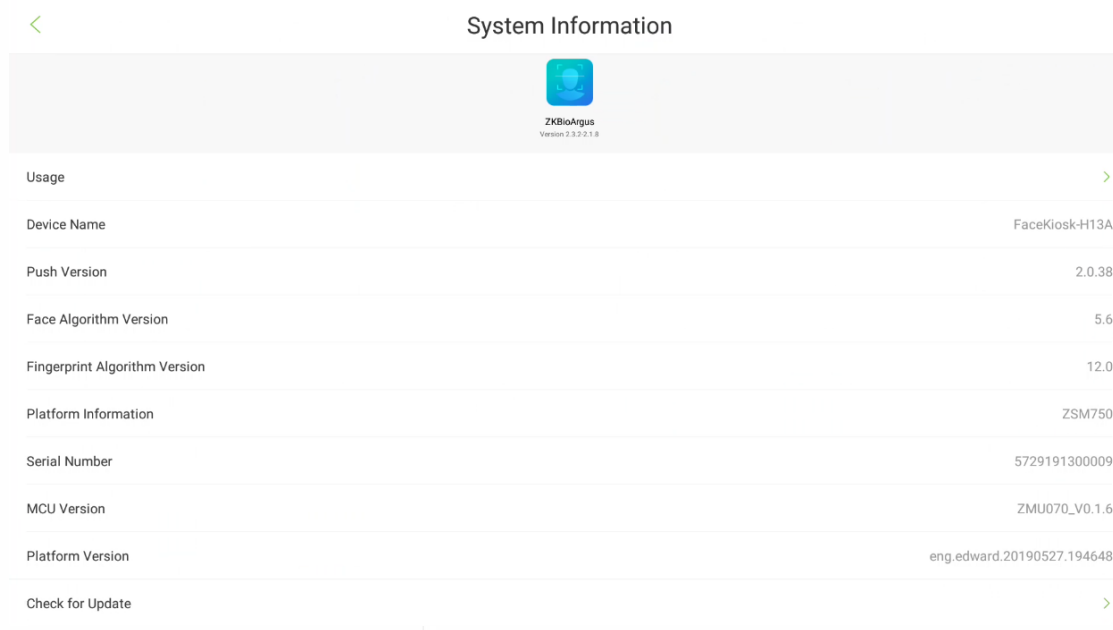 System Information
ZKBioArgus
Version 2.3.2-2.1.8
Usage
Device Name FaceKiosk-H13A
Push Version 2.0.38
Face Algorithm Version 5.6
Fingerprint Algorithm Version 12.0
Platform Information ZSM750
Serial Number 5729191300009
MCU Version ZMU070_V0.1.6
Platform Version eng.edward.20190527.194648
Check for Update